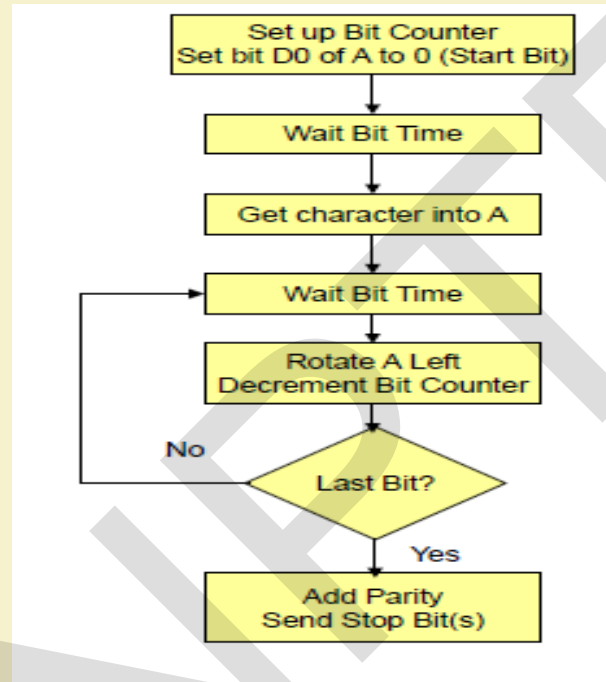 Set up Bit Counter
Set bit D0 of A to 0 (Start Bit)
Wait Bit Time
Get character into A
Wait Bit Time
Rotate A Left
Decrement Bit Counter
No
Last Bit?
Yes
Add Parity
Send Stop Bit(s)